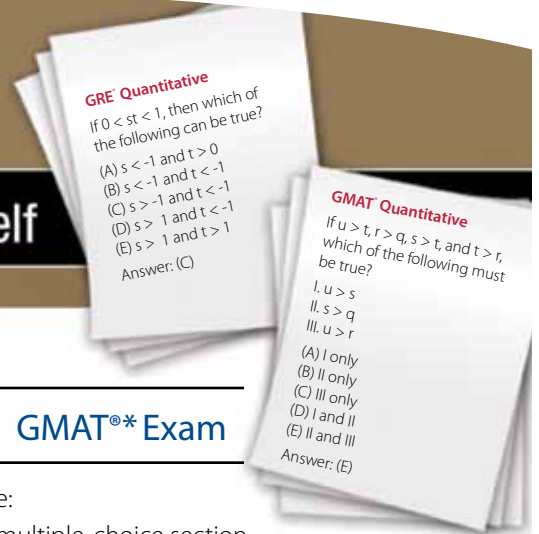 GRE® Quantitative
If 0 < st < 1, then which of
the following can be true?
(A) s < -1 and t > 0
(B) s < -1 and t < -1
(C) s > -1 and t < -1
(D) s > 1 and t < -1
(E) s > 1 and t > 1
Answer: (C)
elf
GMAT® Quantitative
If u > t, r > q, s > t, and t > r,
which of the following must
be true?
I. u > s
II. s > q
III. u > r
(A) I only
(B) II only
(C) III only
(D) I and II
(E) II and III
Answer: (E)
GMAT®* Exam
e:
multiple-choice section